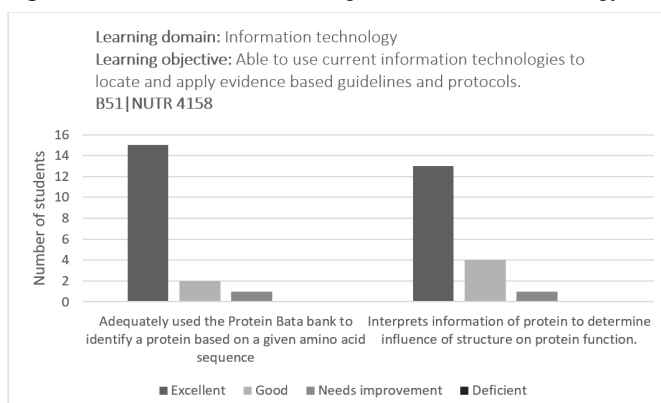 Learning domain: Information technology
Learning objective: Able to use current information technologies to
locate and apply evidence based guidelines and protocols.
B51|NUTR 4158
Number of students
16
14
12
10
8
6
4
2
0
Adequately used the Protein Bata bank to
identify a protein based on a given amino acid
sequence
Interprets information of protein to determine
influence of structure on protein function.
Excellent Good Needs improvement Deficient